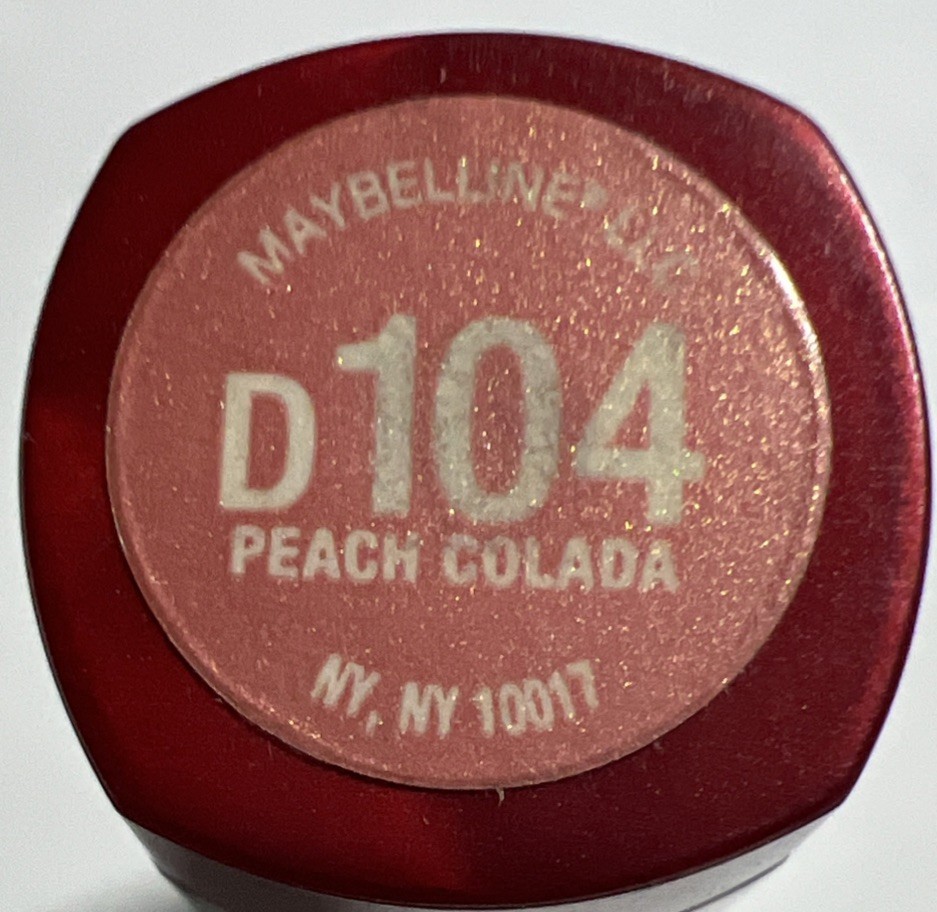 MAYBELLINE® LLC
D104
PEACH COLADA
NY, NY 10017